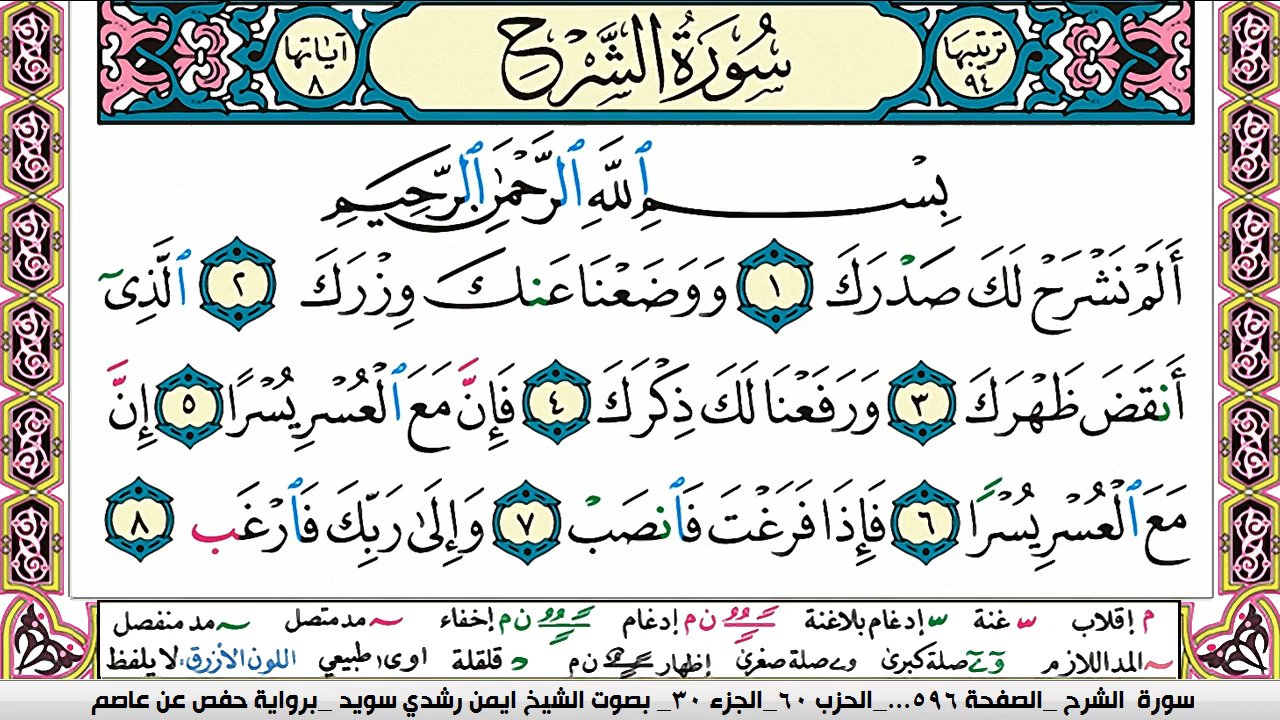 ترتيبها ٩٤ سُورَةُ الشَّرْحِ آياتها ٨
بِسْمِ ٱللَّهِ ٱلرَّحْمَٰنِ ٱلرَّحِيمِ
أَلَمْ نَشْرَحْ لَكَ صَدْرَكَ ١ وَوَضَعْنَا عَنكَ وِزْرَكَ ٢ ٱلَّذِىٓ
أَنقَضَ ظَهْرَكَ ٣ وَرَفَعْنَا لَكَ ذِكْرَكَ ٤ فَإِنَّ مَعَ ٱلْعُسْرِ يُسْرًا ٥ إِنَّ
مَعَ ٱلْعُسْرِ يُسْرًا ٦ فَإِذَا فَرَغْتَ فَٱنصَبْ ٧ وَإِلَىٰ رَبِّكَ فَٱرْغَب ٨
م إقلاب س غنة س إدغام بلاغنة ن م إدغام ن م إخفاء ~ مد متصل ~ مد منفصل
~ المد اللازم و ے صلة كبرى و ے صلة صغرى ن م إظهار د قلقلة اوى طبيعي اللون الأزرق: لا يلفظ
سورة الشرح _الصفحة ٥٩٦..._الحزب ٦٠_الجزء ٣٠_ بصوت الشيخ ايمن رشدي سويد _برواية حفص عن عاصم